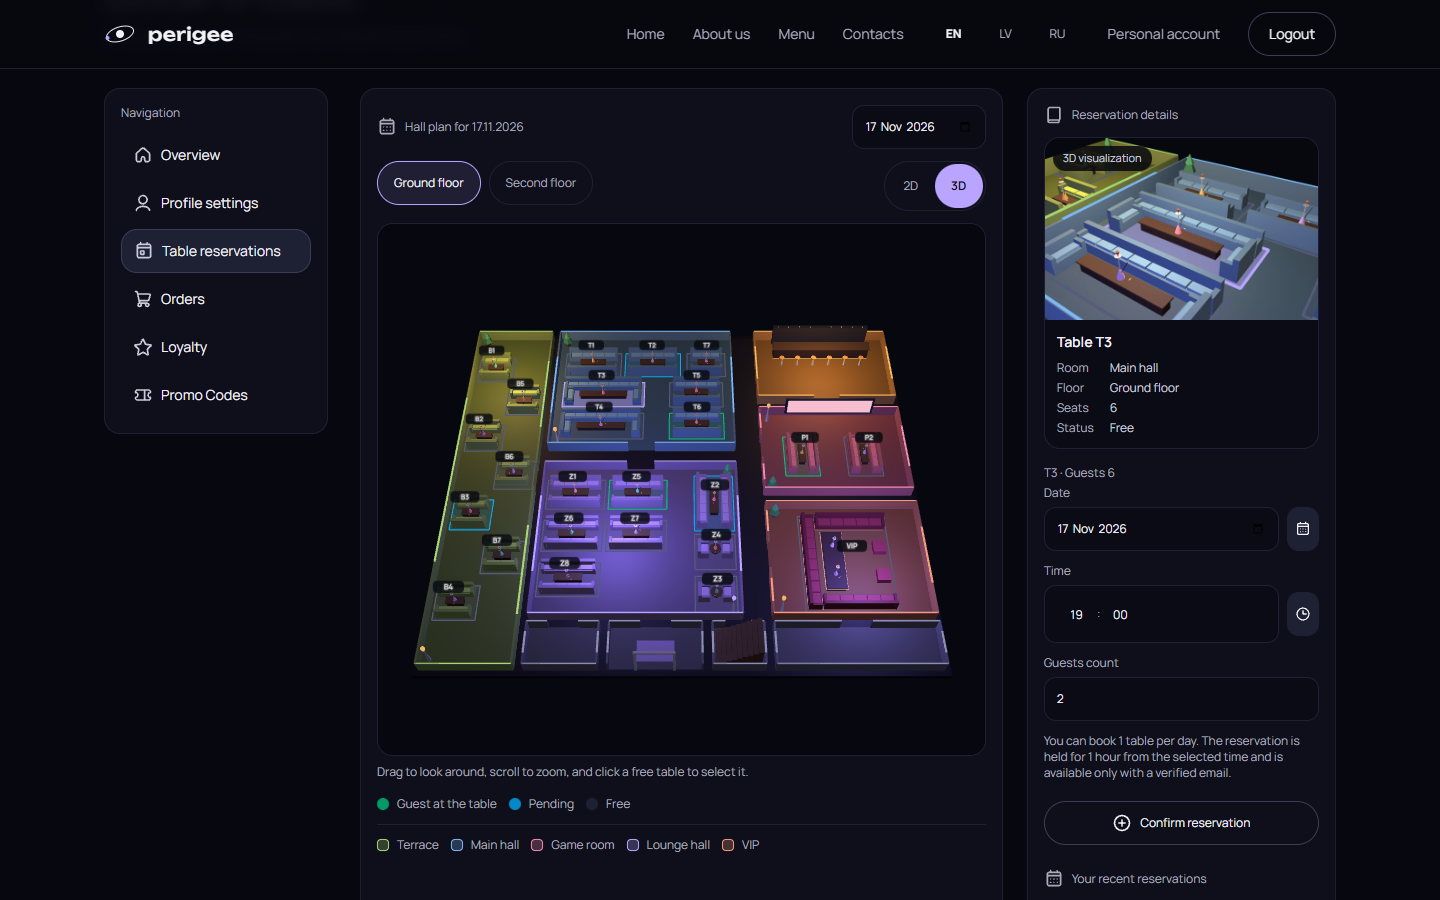 perigee
Home
About us
Menu
Contacts
EN
LV
RU
Personal account
Logout
Navigation
Overview
Profile settings
Table reservations
Orders
Loyalty
Promo Codes
Hall plan for 17.11.2026
17 Nov 2026
Ground floor
Second floor
2D
3D
B1
B5
B2
B6
B3
B7
B4
T1
T2
T7
T3
T5
T4
T6
Z1
Z5
Z2
Z6
Z7
Z4
Z8
Z3
P1
P2
VIP
Drag to look around, scroll to zoom, and click a free table to select it.
Guest at the table
Pending
Free
Terrace
Main hall
Game room
Lounge hall
VIP
Reservation details
3D visualization
Table T3
Room Main hall
Floor Ground floor
Seats 6
Status Free
T3 · Guests 6
Date
17 Nov 2026
Time
19 : 00
Guests count
2
You can book 1 table per day. The reservation is
held for 1 hour from the selected time and is
available only with a verified email.
Confirm reservation
Your recent reservations